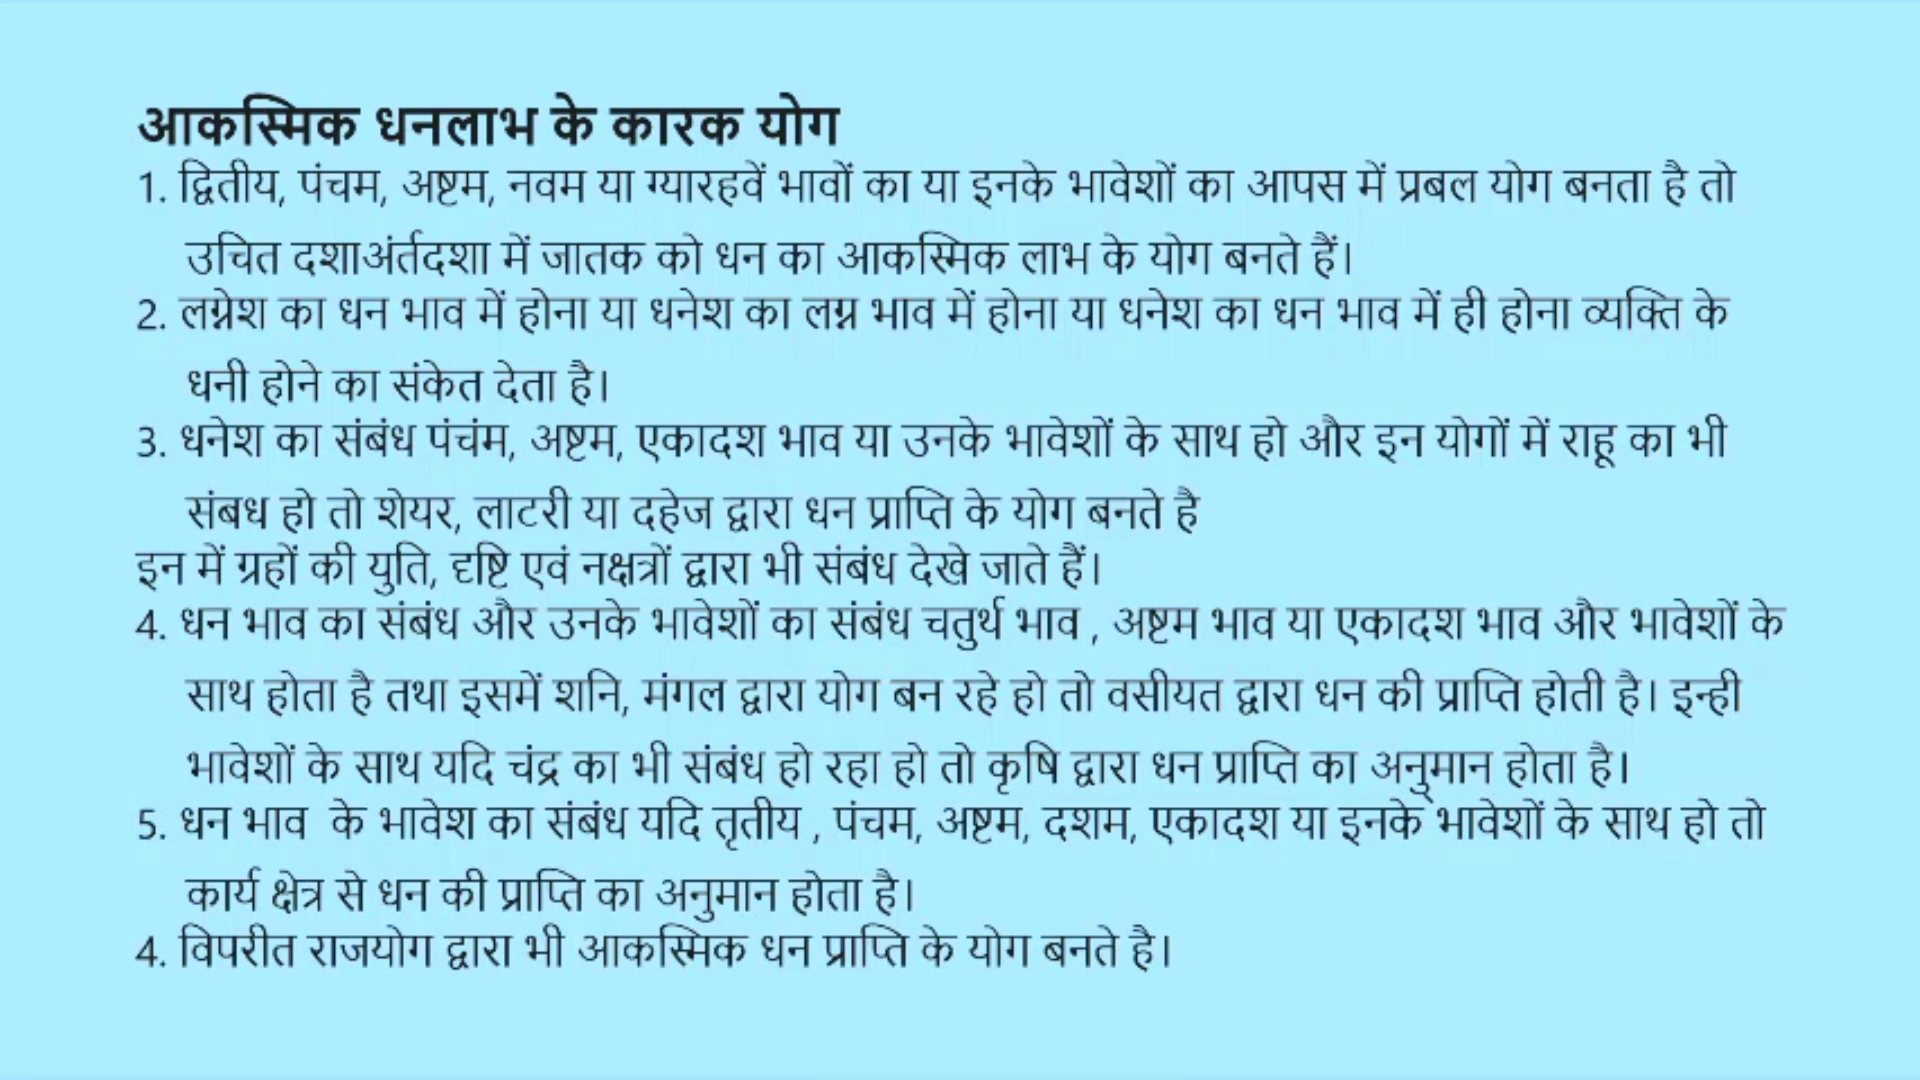 आकस्मिक धनलाभ के कारक योग
1. द्वितीय, पंचम, अष्टम, नवम या ग्यारहवें भावों का या इनके भावेशों का आपस में प्रबल योग बनता है तो
उचित दशाअंर्तदशा में जातक को धन का आकस्मिक लाभ के योग बनते हैं।
2. लग्नेश का धन भाव में होना या धनेश का लग्न भाव में होना या धनेश का धन भाव में ही होना व्यक्ति के
धनी होने का संकेत देता है।
3. धनेश का संबंध पंचंम, अष्टम, एकादश भाव या उनके भावेशों के साथ हो और इन योगों में राहू का भी
संबध हो तो शेयर, लाटरी या दहेज द्वारा धन प्राप्ति के योग बनते है
इन में ग्रहों की युति, दृष्टि एवं नक्षत्रों द्वारा भी संबंध देखे जाते हैं।
4. धन भाव का संबंध और उनके भावेशों का संबंध चतुर्थ भाव , अष्टम भाव या एकादश भाव और भावेशों के
साथ होता है तथा इसमें शनि, मंगल द्वारा योग बन रहे हो तो वसीयत द्वारा धन की प्राप्ति होती है। इन्ही
भावेशों के साथ यदि चंद्र का भी संबंध हो रहा हो तो कृषि द्वारा धन प्राप्ति का अनुमान होता है।
5. धन भाव  के भावेश का संबंध यदि तृतीय , पंचम, अष्टम, दशम, एकादश या इनके भावेशों के साथ हो तो
कार्य क्षेत्र से धन की प्राप्ति का अनुमान होता है।
4. विपरीत राजयोग द्वारा भी आकस्मिक धन प्राप्ति के योग बनते है।